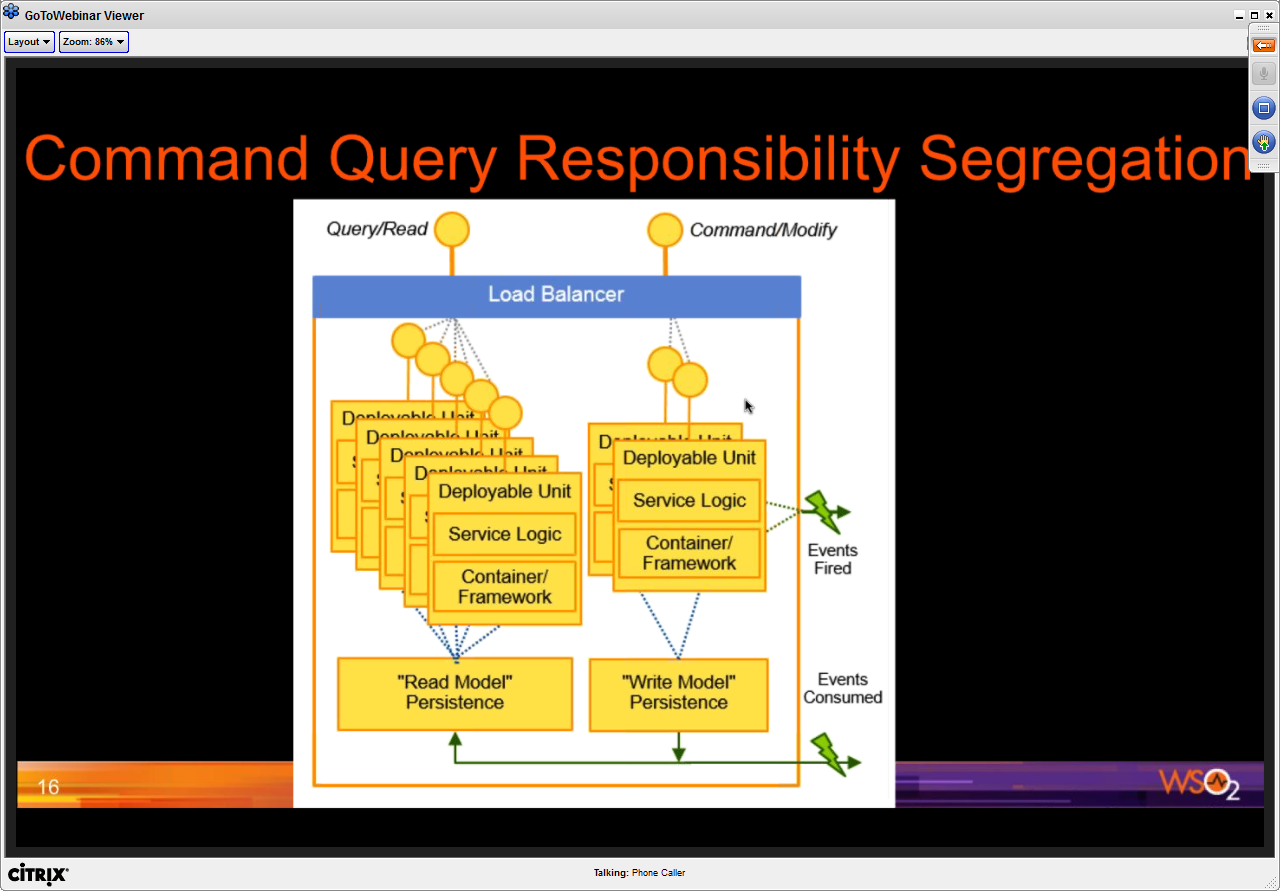 GoToWebinar Viewer
Layout
Zoom: 86%
Command Query Responsibility Segregation
Query/Read
Command/Modify
Load Balancer
Deployable Unit
Deployable Unit
Deployable Unit
Deployable Unit
Deployable Unit
Service Logic
Container/
Framework
Deployable Unit
Deployable Unit
Service Logic
Container/
Framework
Events
Fired
"Read Model"
Persistence
"Write Model"
Persistence
Events
Consumed
16
WSO2
CITRIX
Talking: Phone Caller